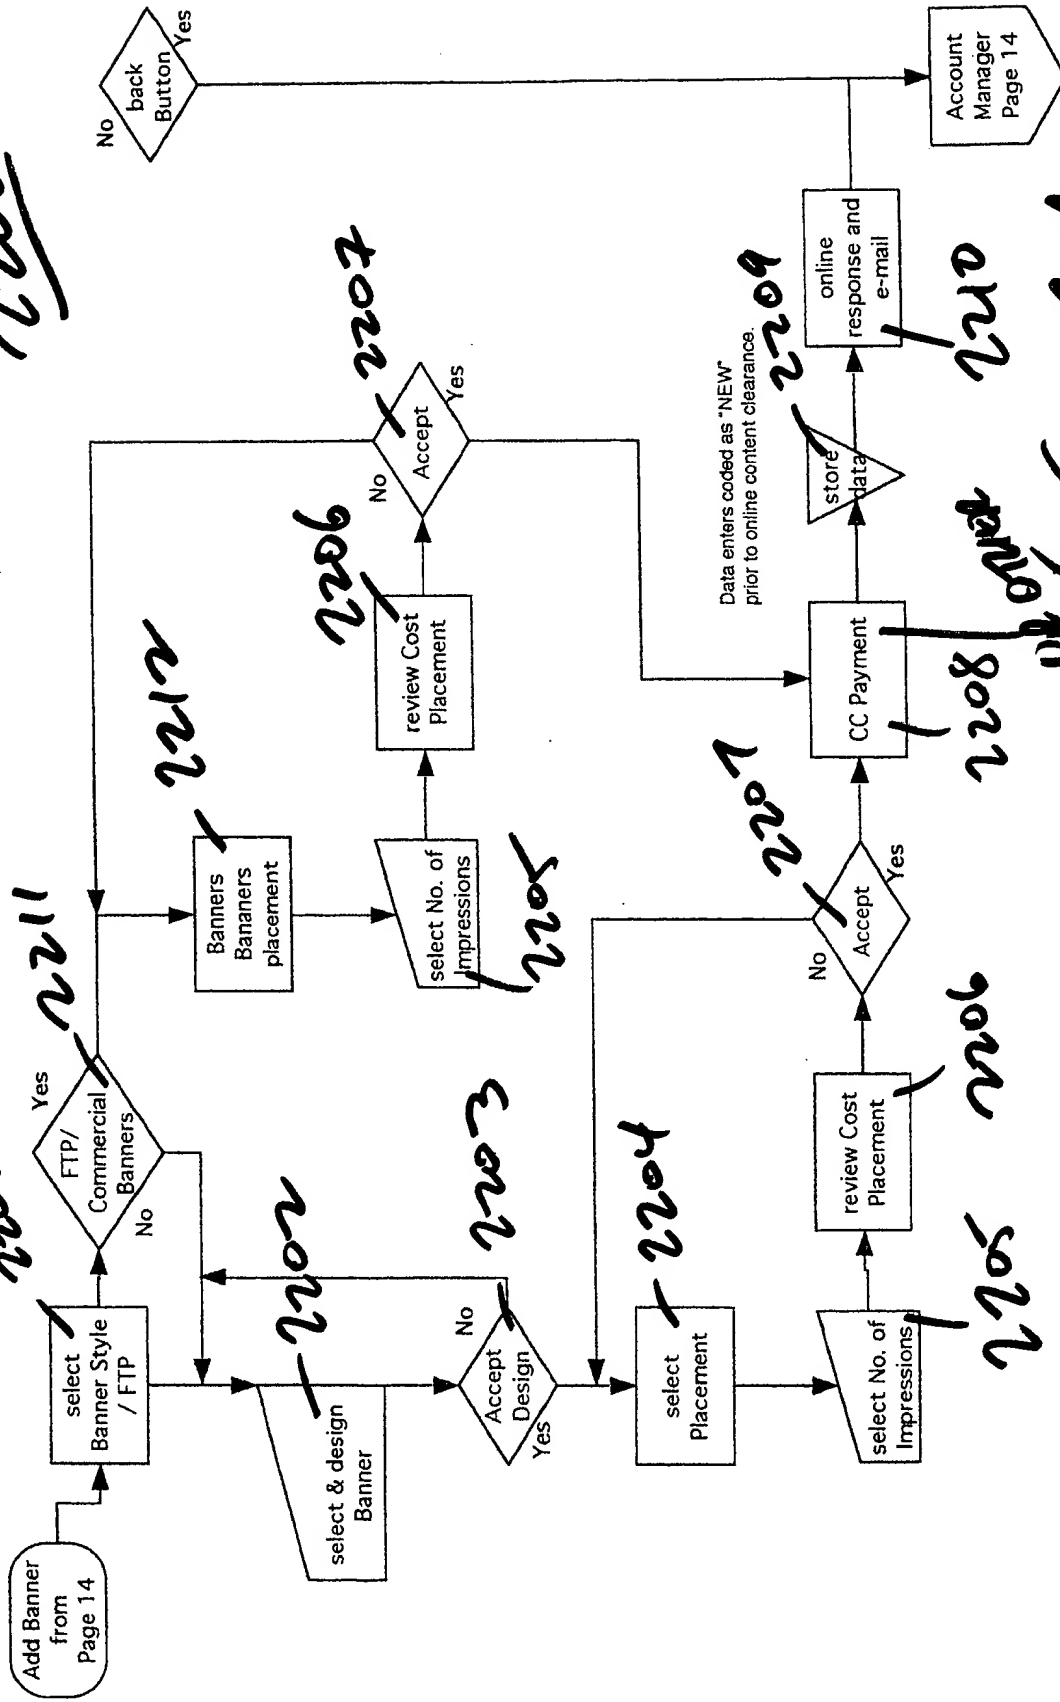 Add Banner
from
Page 14
select
Banner Style
/ FTP
FTP/
Commercial
Banners
Yes
No
2211
select & design
Banner
2202
Accept
Design
No
Yes
2203
Banners
Bananers
placement
2212
select No. of
Impressions
2205
review Cost
Placement
2206
Accept
No
Yes
2207
select
Placement
2204
select No. of
Impressions
2205
review Cost
Placement
2206
Accept
No
Yes
2207
CC Payment
2208
Data enters coded as "NEW"
prior to online content clearance.
store
data
2209
online
response and
e-mail
2210
back
Button
No
Yes
Account
Manager
Page 14